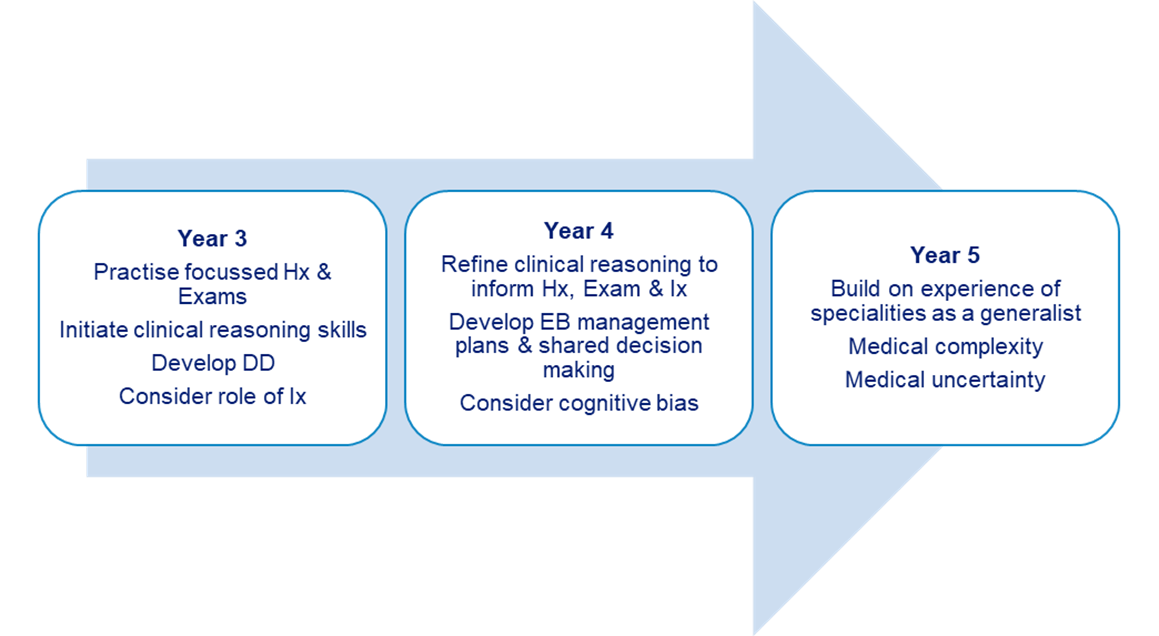 Year 3
Practise focussed Hx &
Exams
Initiate clinical reasoning skills
Develop DD
Consider role of Ix
Year 4
Refine clinical reasoning to
inform Hx, Exam & Ix
Develop EB management
plans & shared decision
making
Consider cognitive bias
Year 5
Build on experience of
specialities as a generalist
Medical complexity
Medical uncertainty